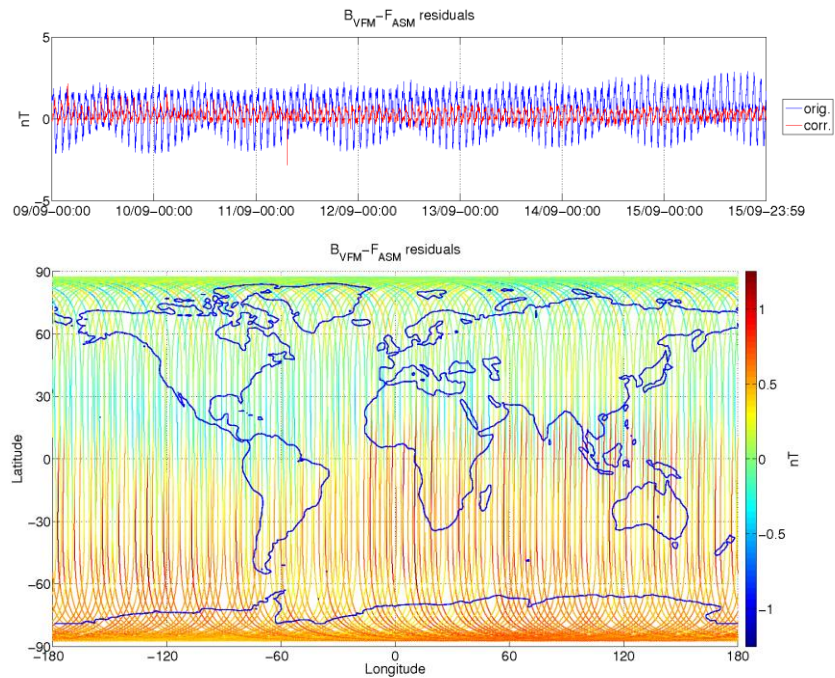 B_VFM−F_ASM residuals
5
0
−5
nT
09/09−00:00 10/09−00:00 11/09−00:00 12/09−00:00 13/09−00:00 14/09−00:00 15/09−00:00 15/09−23:59
orig.
corr.
B_VFM−F_ASM residuals
90
60
30
0
−30
−60
−90
Latitude
−180 −120 −60 0 60 120 180
Longitude
1
0.5
0
−0.5
−1
nT